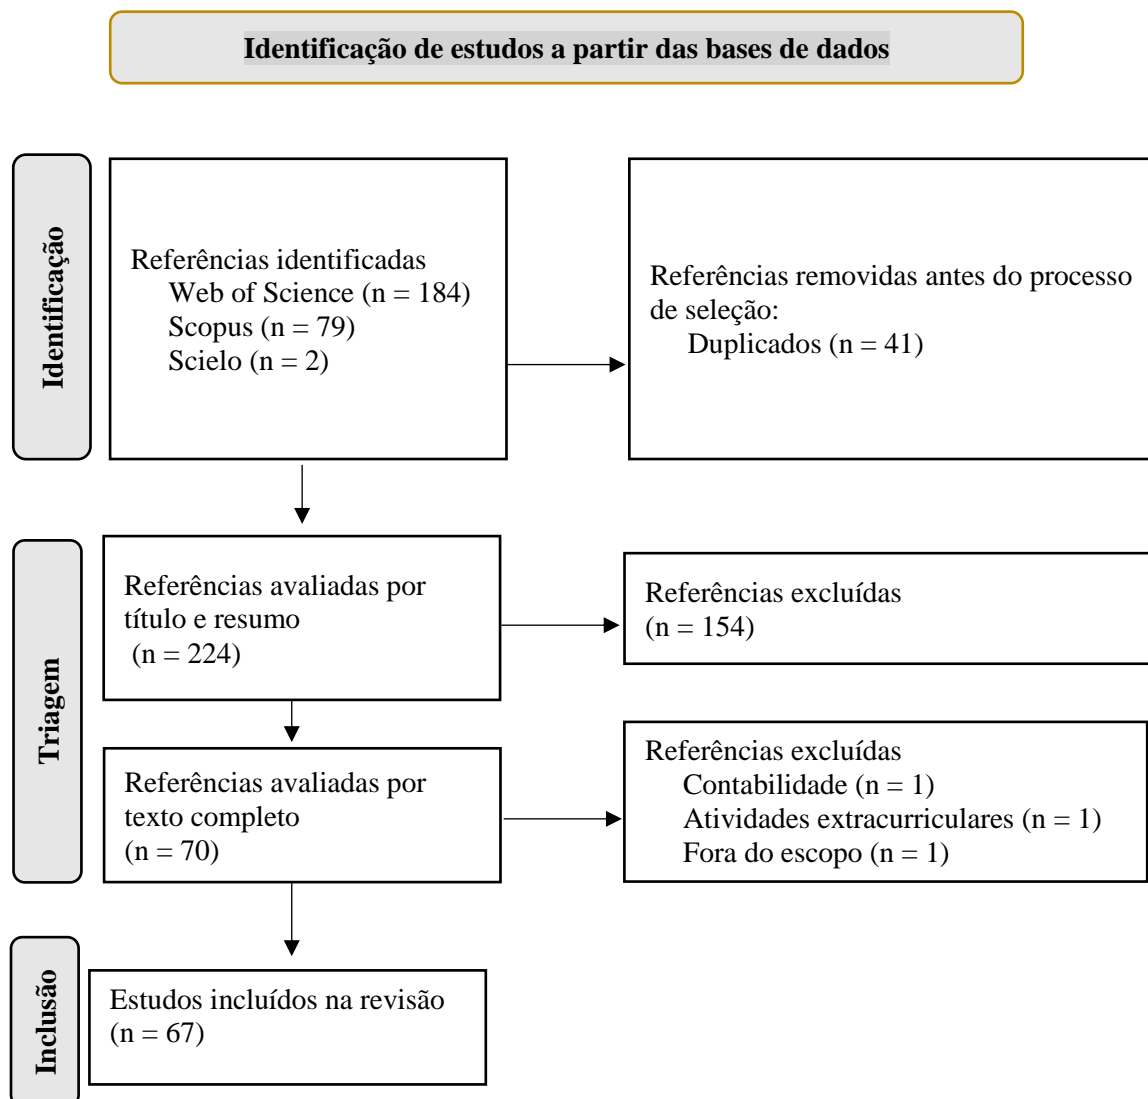 Identificação de estudos a partir das bases de dados
Identificação
Referências identificadas
Web of Science (n = 184)
Scopus (n = 79)
Scielo (n = 2)
Referências removidas antes do processo
de seleção:
Duplicados (n = 41)
Triagem
Referências avaliadas por
título e resumo
(n = 224)
Referências excluídas
(n = 154)
Referências avaliadas por
texto completo
(n = 70)
Referências excluídas
Contabilidade (n = 1)
Atividades extracurriculares (n = 1)
Fora do escopo (n = 1)
Inclusão
Estudos incluídos na revisão
(n = 67)